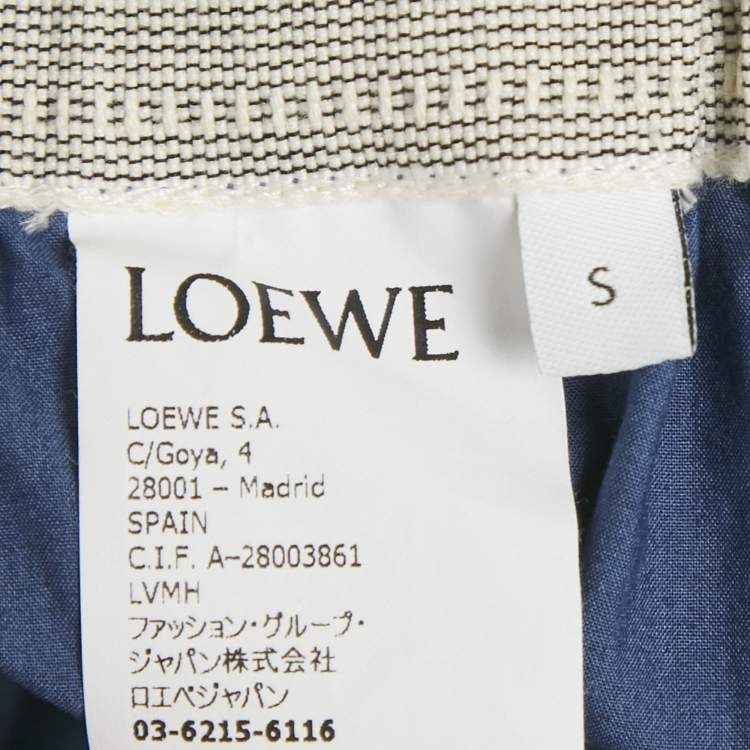 LOEWE
S
LOEWE S.A.
C/Goya, 4
28001 – Madrid
SPAIN
C.I.F. A–28003861
LVMH
ファッション・グループ・
ジャパン株式会社
ロエベジャパン
03-6215-6116